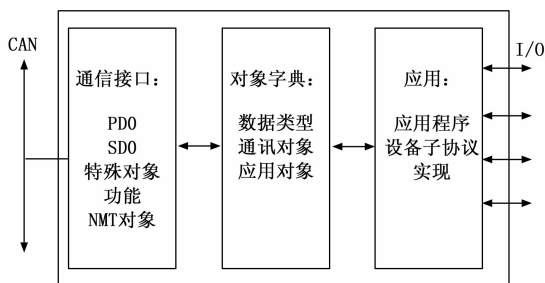 CAN
通信接口:
PDO
SDO
特殊对象
功能
NMT对象
对象字典:
数据类型
通讯对象
应用对象
应用:
应用程序
设备子协议
实现
I/O